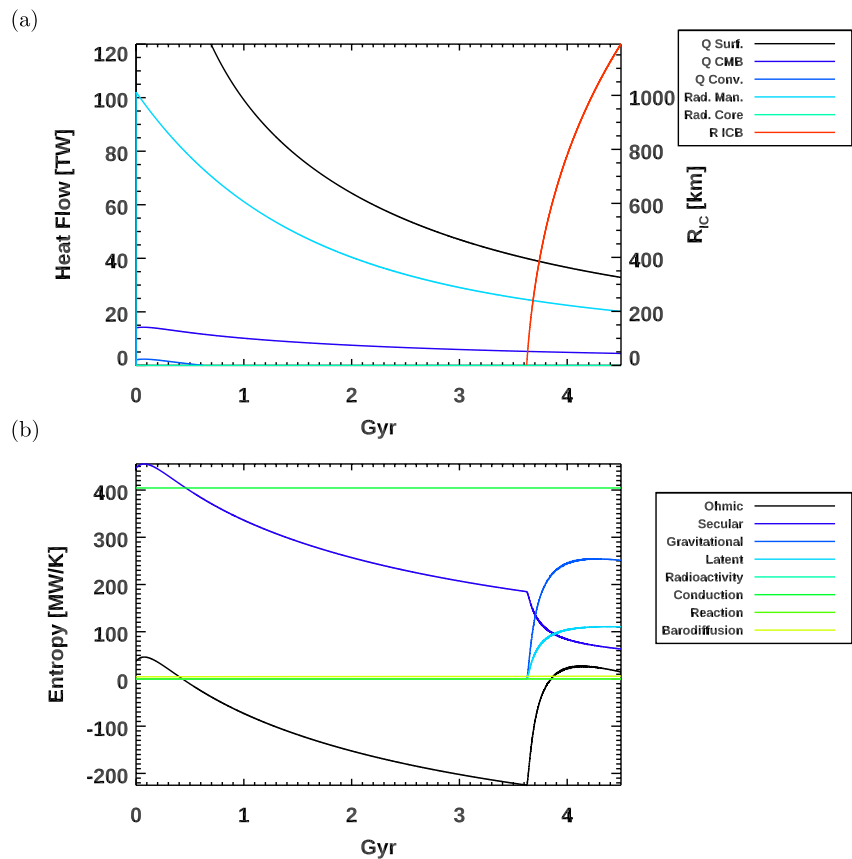 (a)
120
100
80
60
40
20
0
Heat Flow [TW]
1000
800
600
400
200
0
R_IC [km]
0 1 2 3 4
Gyr
Q Surf.
Q CMB
Q Conv.
Rad. Man.
Rad. Core
R ICB
(b)
400
300
200
100
0
-100
-200
Entropy [MW/K]
0 1 2 3 4
Gyr
Ohmic
Secular
Gravitational
Latent
Radioactivity
Conduction
Reaction
Barodiffusion